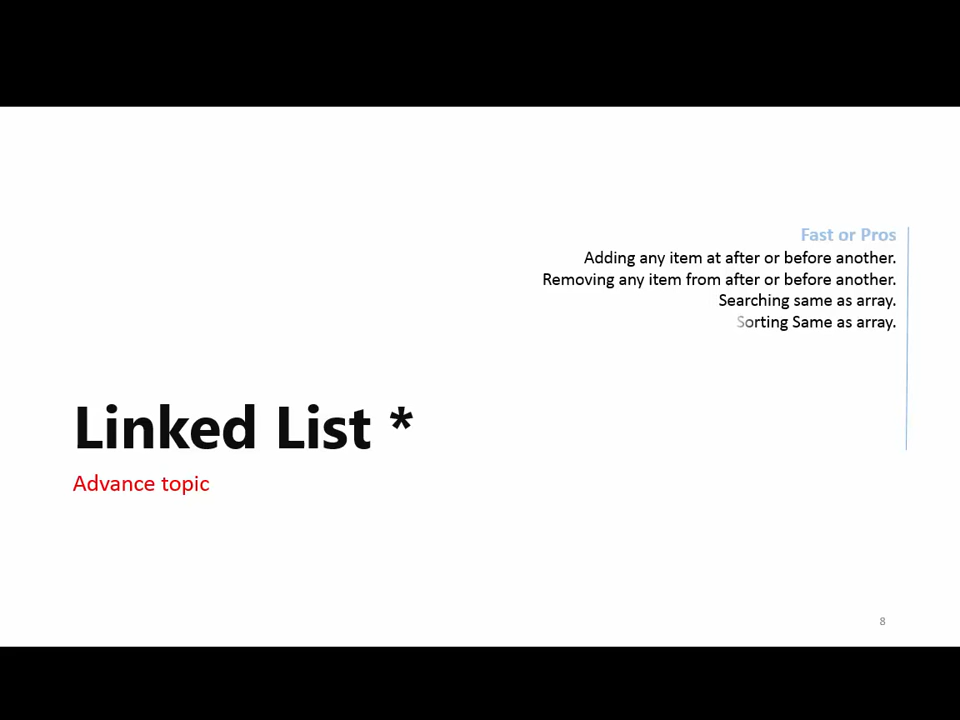 Fast or Pros
Adding any item at after or before another.
Removing any item from after or before another.
Searching same as array.
Sorting Same as array.
Linked List *
Advance topic
8